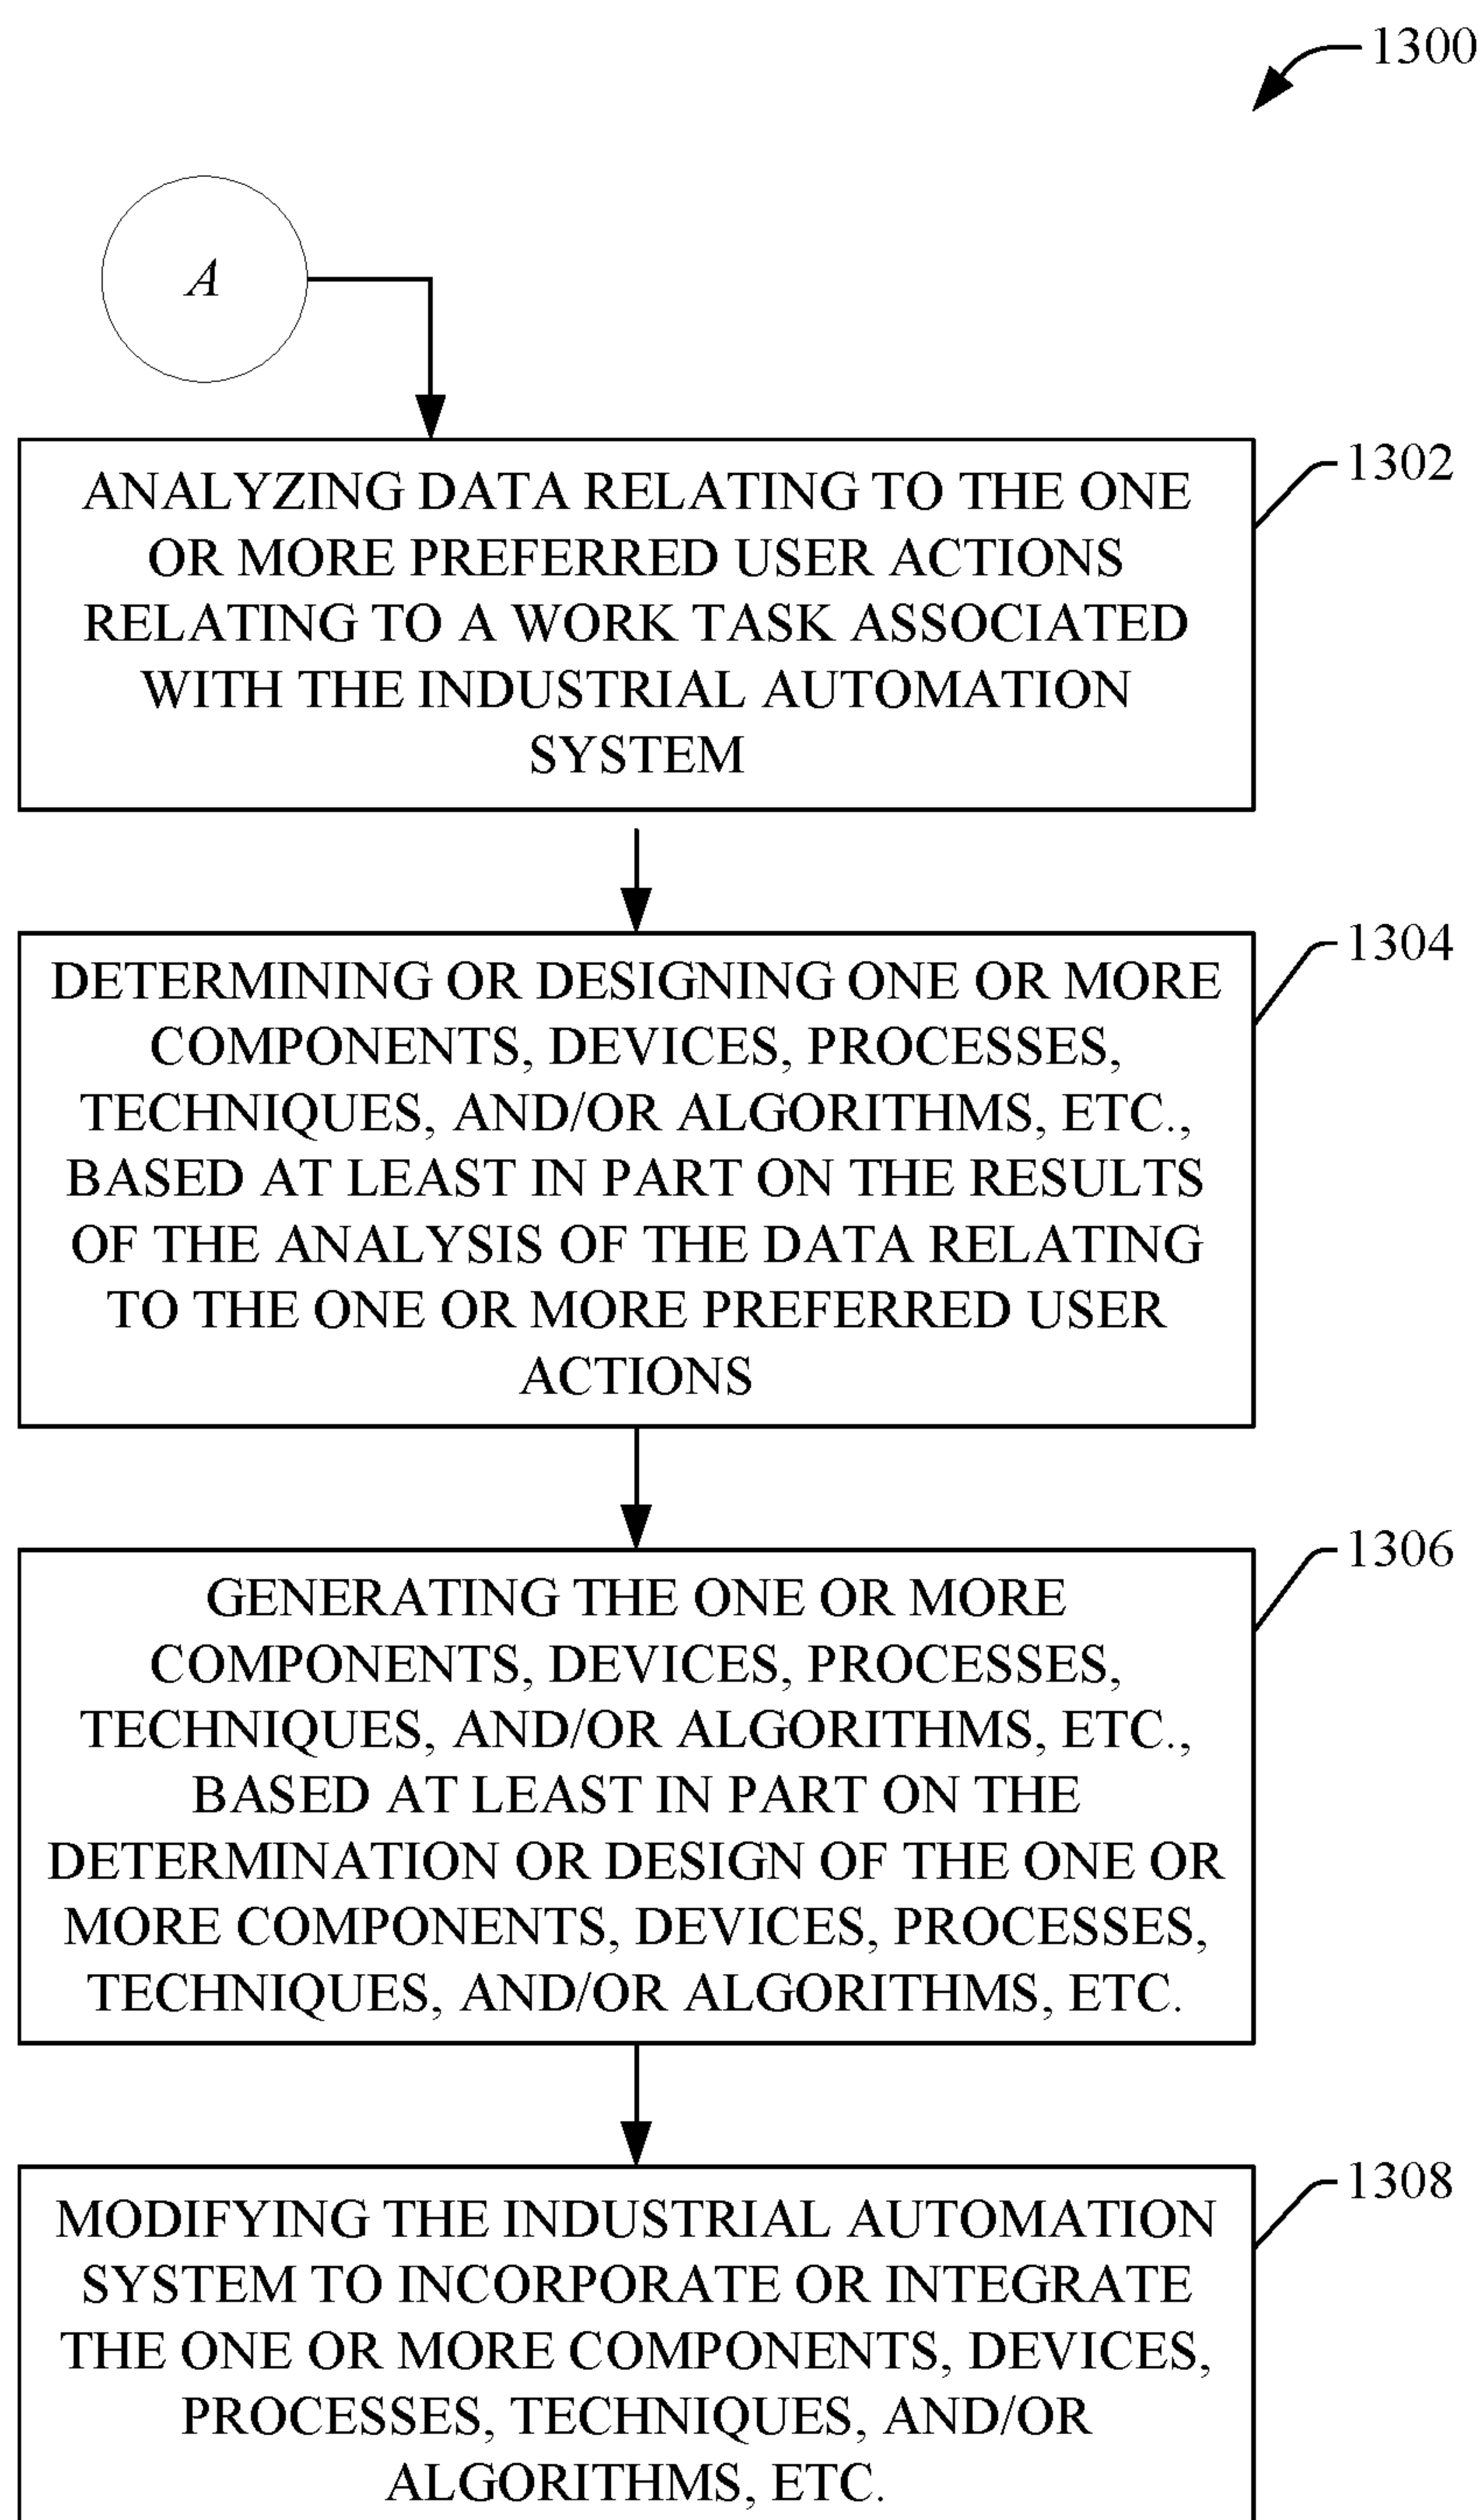 1300
A
1302
ANALYZING DATA RELATING TO THE ONE
OR MORE PREFERRED USER ACTIONS
RELATING TO A WORK TASK ASSOCIATED
WITH THE INDUSTRIAL AUTOMATION
SYSTEM
1304
DETERMINING OR DESIGNING ONE OR MORE
COMPONENTS, DEVICES, PROCESSES,
TECHNIQUES, AND/OR ALGORITHMS, ETC.,
BASED AT LEAST IN PART ON THE RESULTS
OF THE ANALYSIS OF THE DATA RELATING
TO THE ONE OR MORE PREFERRED USER
ACTIONS
1306
GENERATING THE ONE OR MORE
COMPONENTS, DEVICES, PROCESSES,
TECHNIQUES, AND/OR ALGORITHMS, ETC.,
BASED AT LEAST IN PART ON THE
DETERMINATION OR DESIGN OF THE ONE OR
MORE COMPONENTS, DEVICES, PROCESSES,
TECHNIQUES, AND/OR ALGORITHMS, ETC.
1308
MODIFYING THE INDUSTRIAL AUTOMATION
SYSTEM TO INCORPORATE OR INTEGRATE
THE ONE OR MORE COMPONENTS, DEVICES,
PROCESSES, TECHNIQUES, AND/OR
ALGORITHMS, ETC.